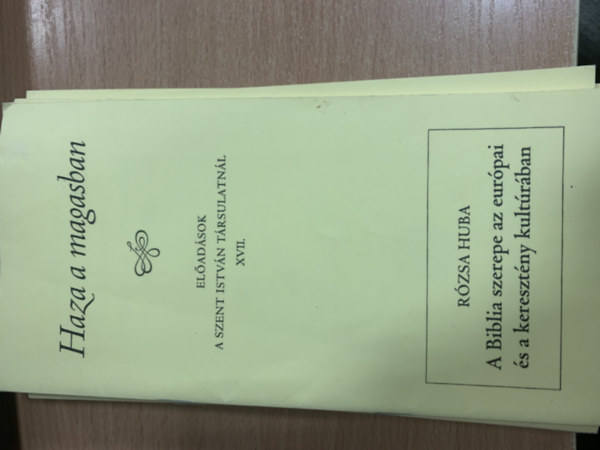 Haza a magasban
ELŐADÁSOK
A SZENT ISTVÁN TÁRSULATNÁL
XVII.
RÓZSA HUBA
A Biblia szerepe az európai
és a keresztény kultúrában